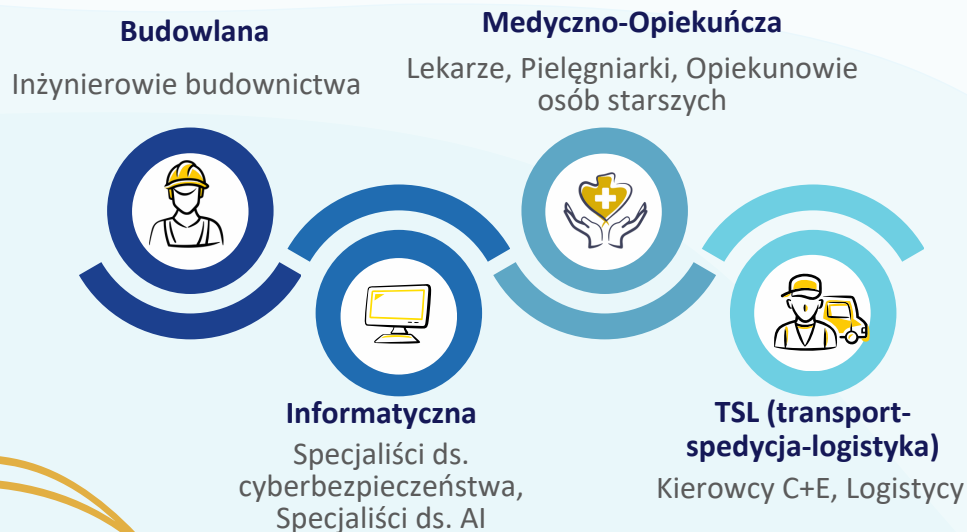 Budowlana
Inżynierowie budownictwa
Medyczno-Opiekuńcza
Lekarze, Pielęgniarki, Opiekunowie
osób starszych
Informatyczna
Specjaliści ds.
cyberbezpieczeństwa,
Specjaliści ds. AI
TSL (transport-
spedycja-logistyka)
Kierowcy C+E, Logistycy